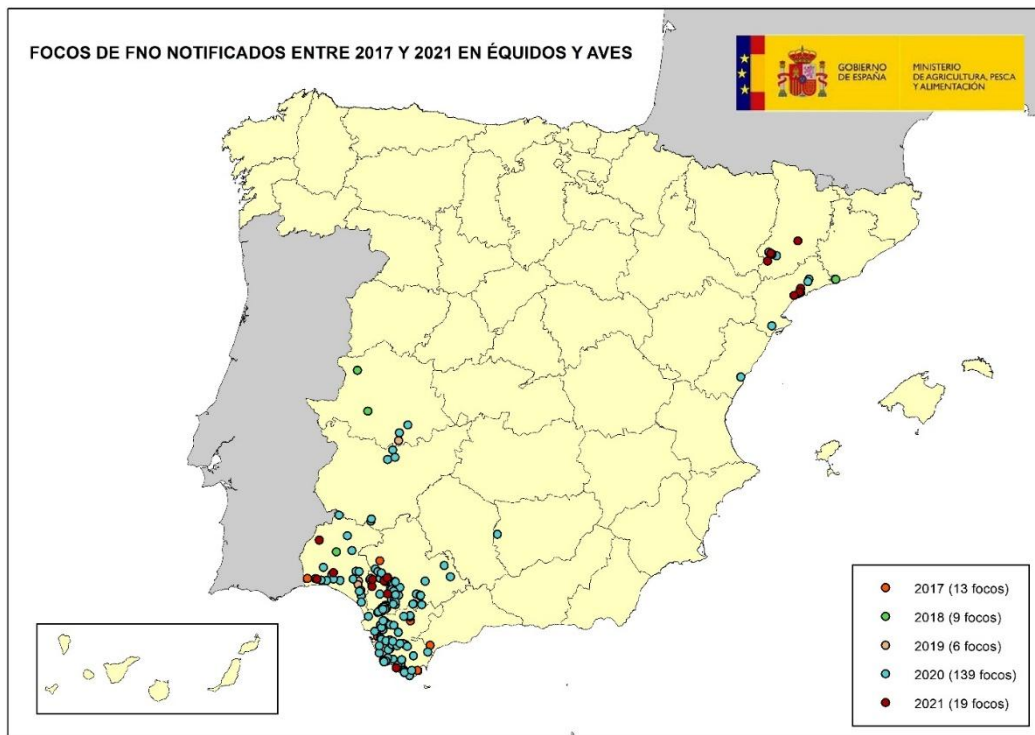 FOCOS DE FNO NOTIFICADOS ENTRE 2017 Y 2021 EN ÉQUIDOS Y AVES
GOBIERNO
DE ESPAÑA
MINISTERIO
DE AGRICULTURA, PESCA
Y ALIMENTACIÓN
2017 (13 focos)
2018 (9 focos)
2019 (6 focos)
2020 (139 focos)
2021 (19 focos)